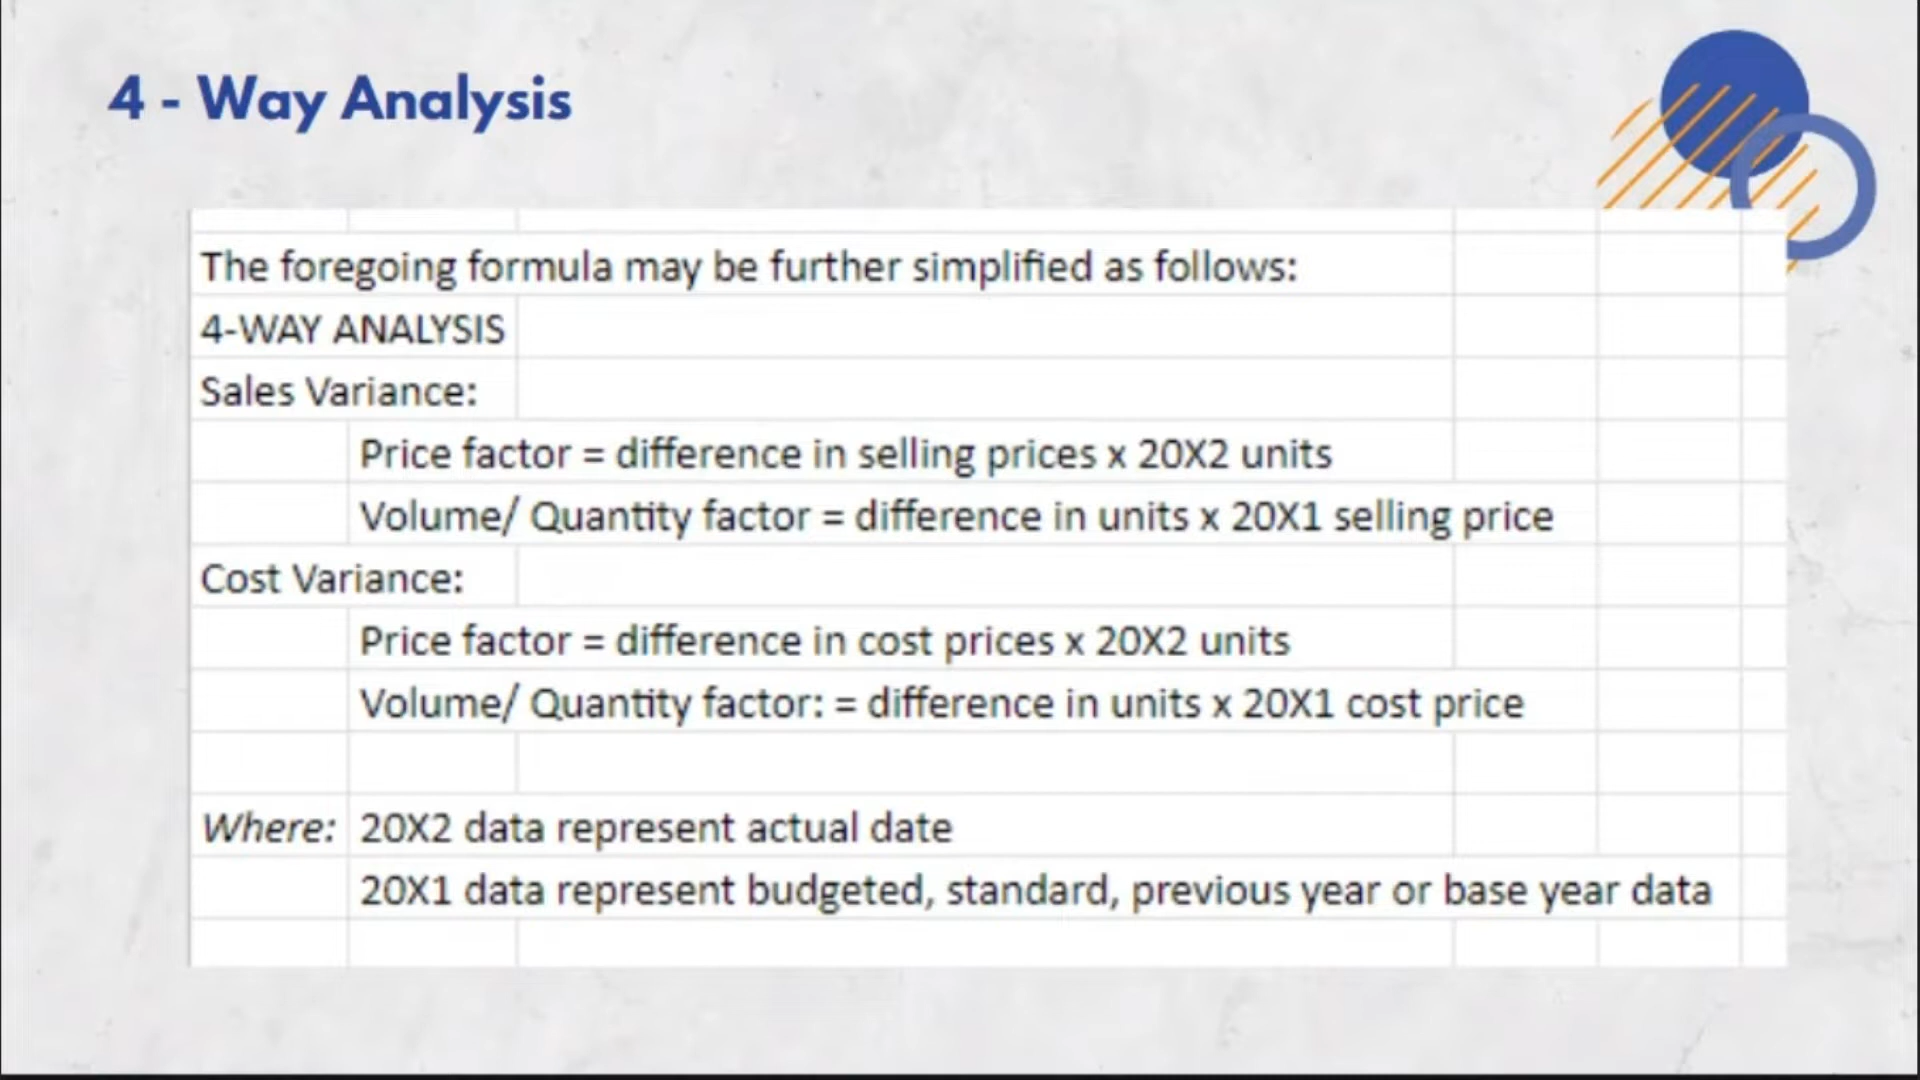 4 - Way Analysis
The foregoing formula may be further simplified as follows:
4-WAY ANALYSIS
Sales Variance:
Price factor = difference in selling prices x 20X2 units
Volume/ Quantity factor = difference in units x 20X1 selling price
Cost Variance:
Price factor = difference in cost prices x 20X2 units
Volume/ Quantity factor: = difference in units x 20X1 cost price
Where: 20X2 data represent actual date
20X1 data represent budgeted, standard, previous year or base year data